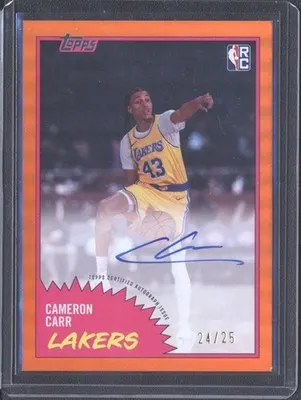 Topps
RC
LAKERS
43
TOPPS CERTIFIED AUTOGRAPH ISSUE
CAMERON
CARR
LAKERS
24/25